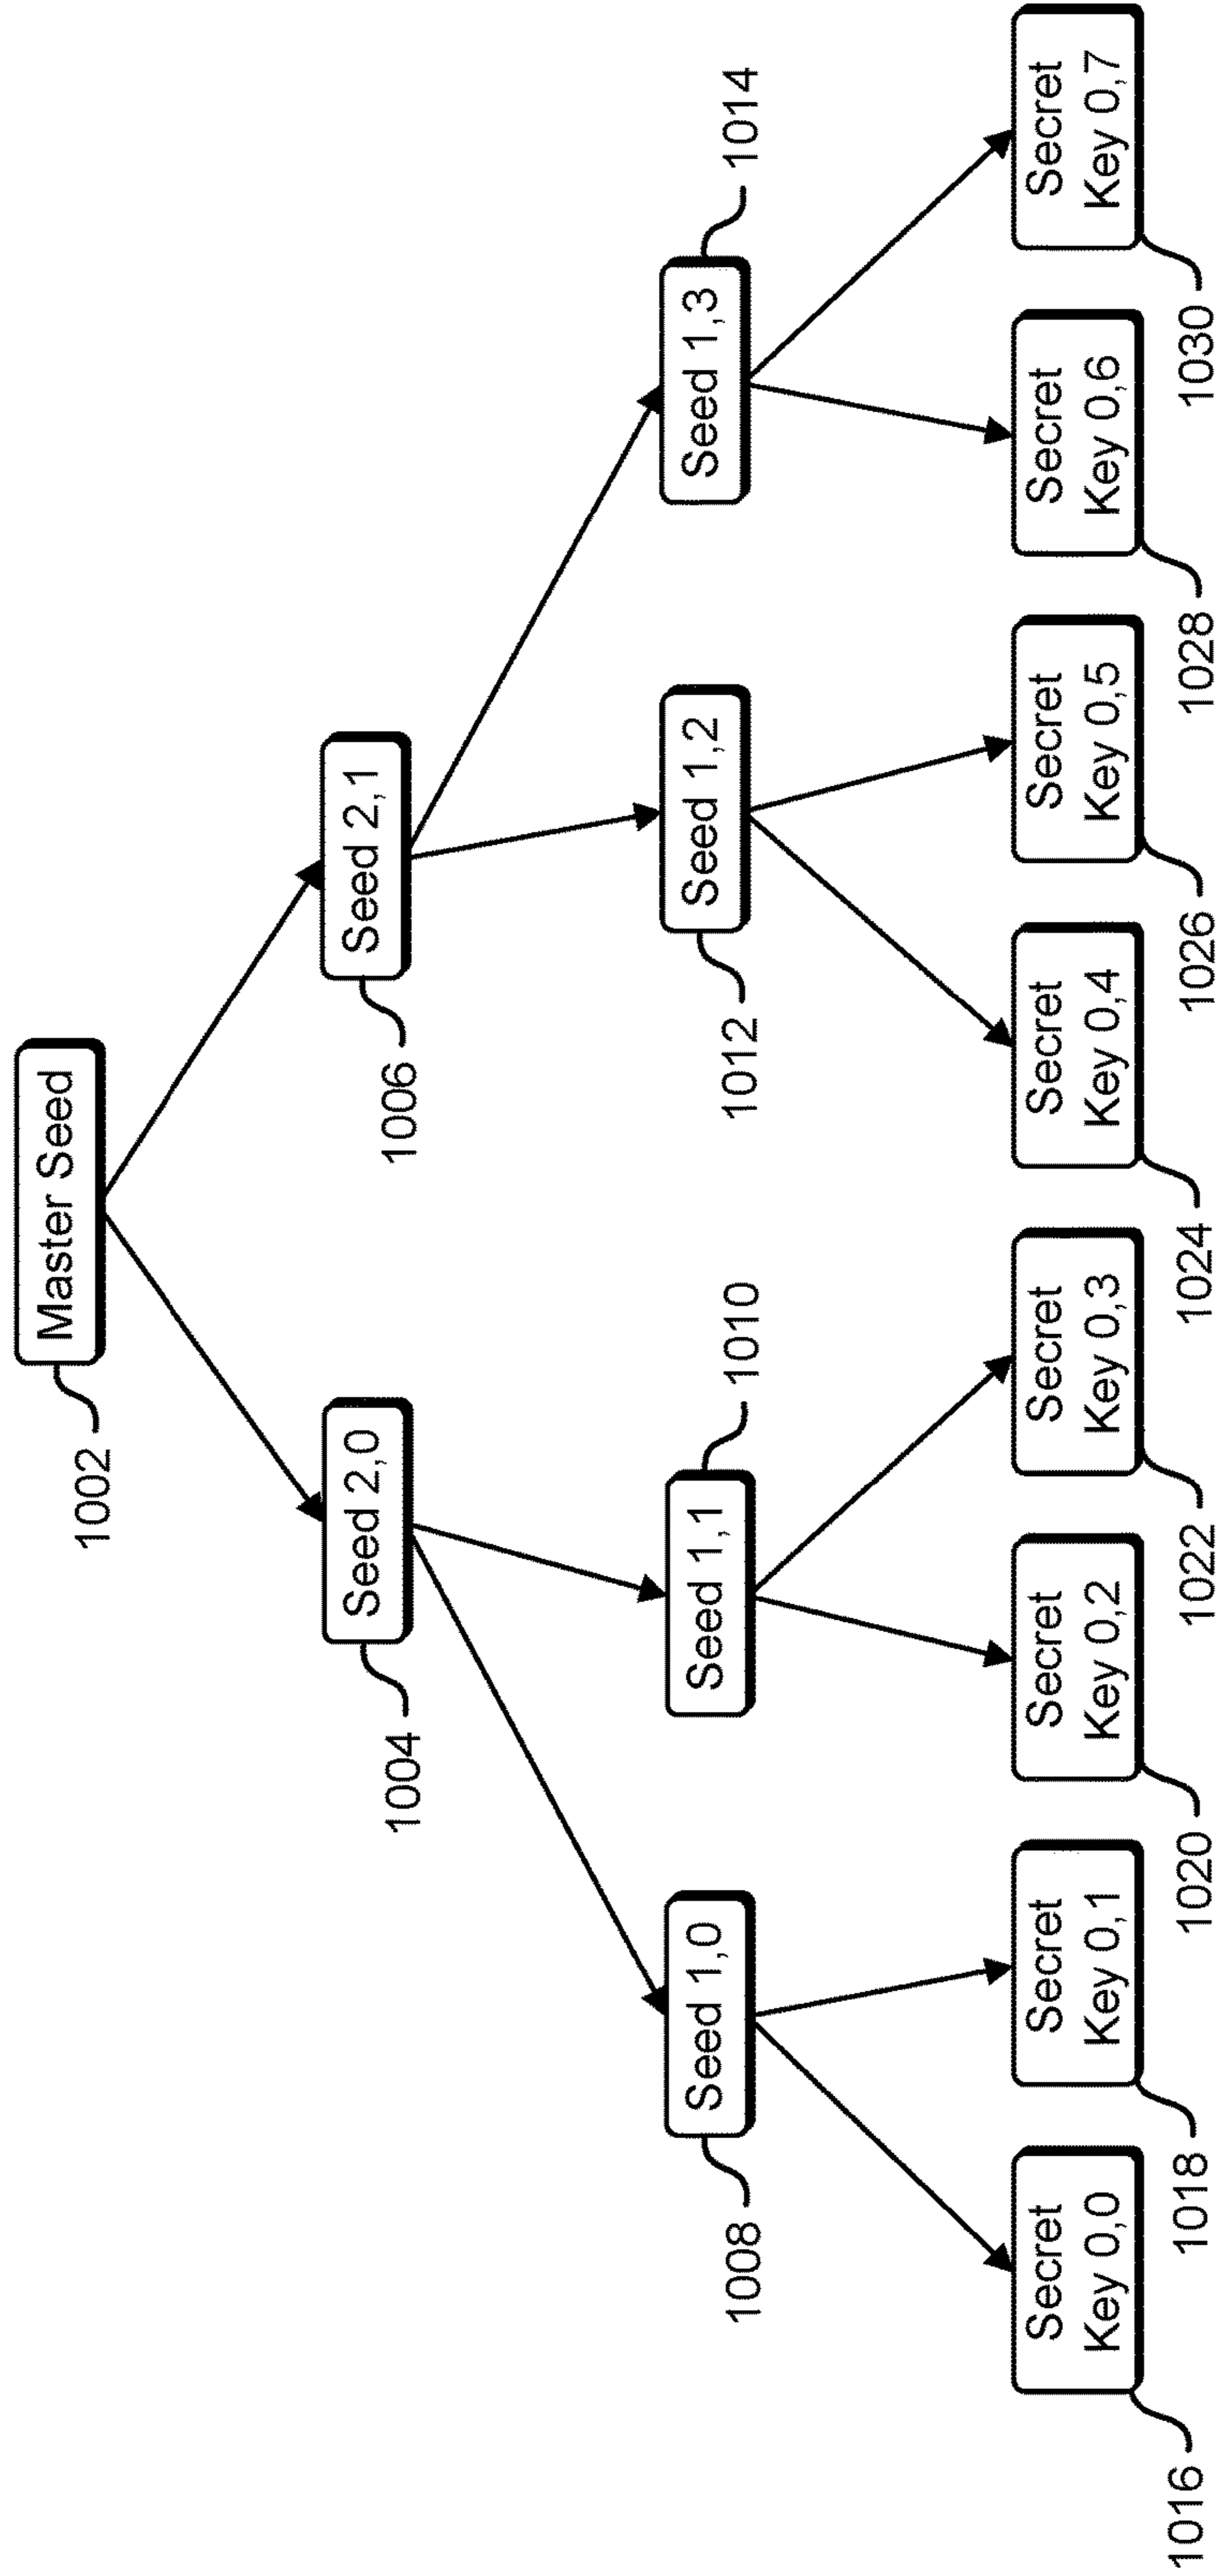 Master Seed
1002
Seed 2,0
1004
Seed 2,1
1006
Seed 1,0
1008
Seed 1,1
1010
Seed 1,2
1012
Seed 1,3
1014
Secret
Key 0,0
1016
Secret
Key 0,1
1018
Secret
Key 0,2
1020
Secret
Key 0,3
1022
Secret
Key 0,4
1024
Secret
Key 0,5
1026
Secret
Key 0,6
1028
Secret
Key 0,7
1030